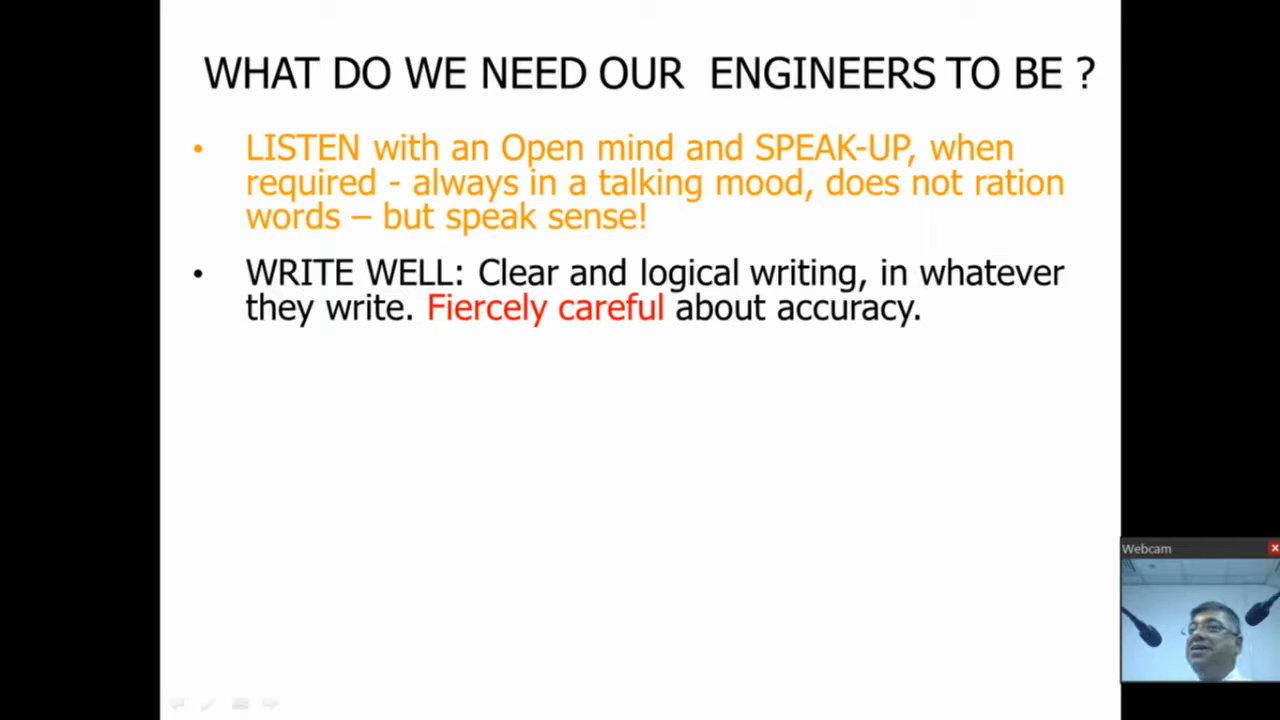 WHAT DO WE NEED OUR ENGINEERS TO BE ?
• LISTEN with an Open mind and SPEAK-UP, when
required - always in a talking mood, does not ration
words – but speak sense!
• WRITE WELL: Clear and logical writing, in whatever
they write. Fiercely careful about accuracy.
Webcam